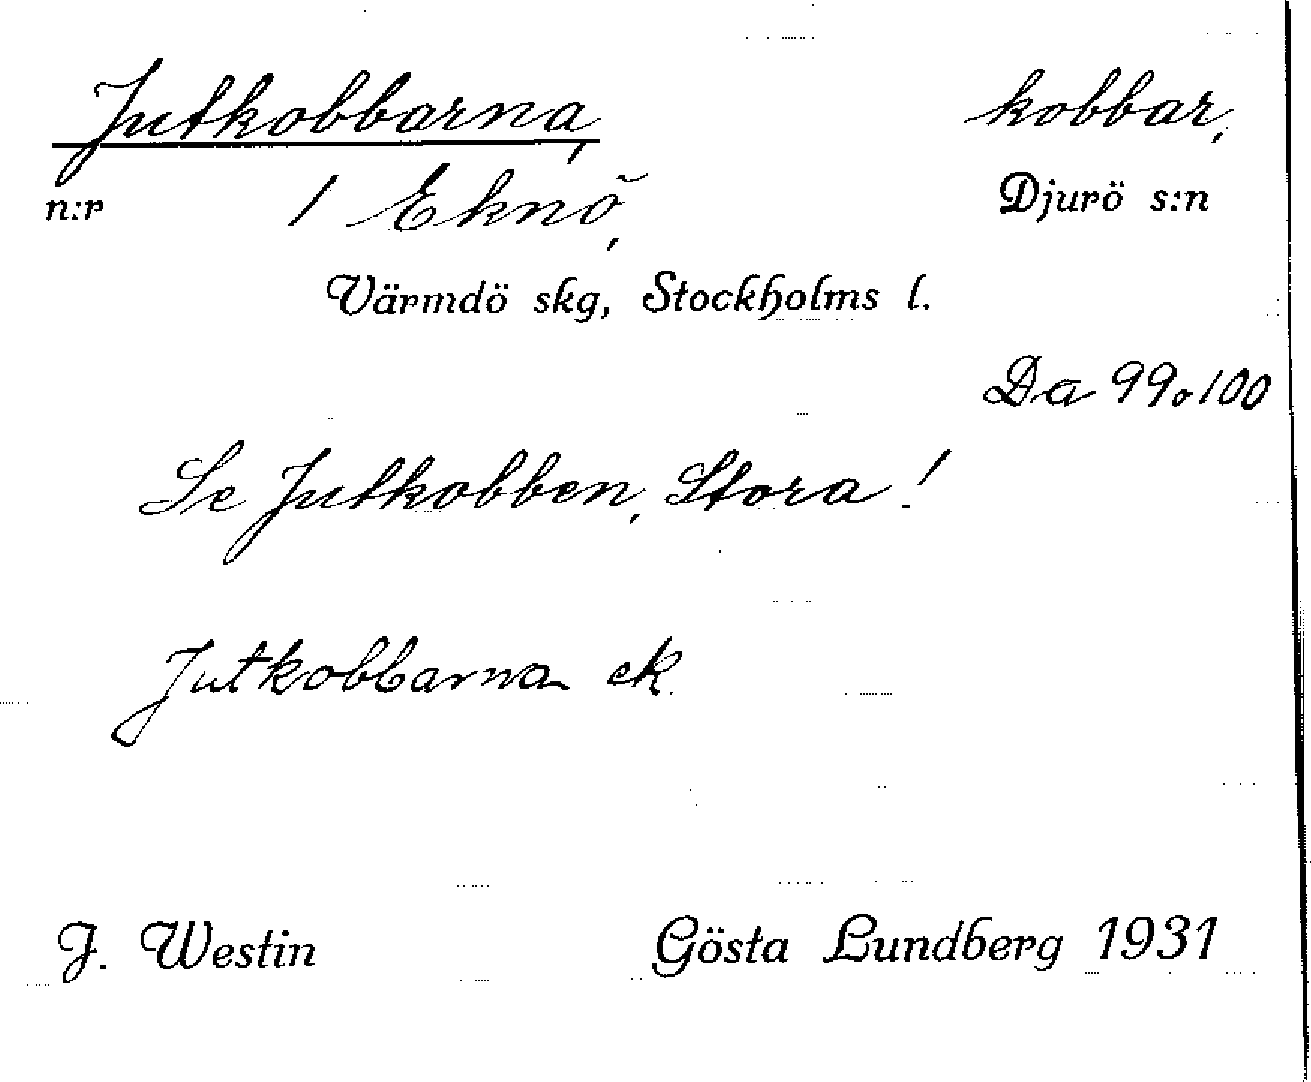 Jutkobbarna, kobbar,
n:r 1 Eknö, Djurö s:n
Värmdö skg, Stockholms l.
Da 99 o 100
Se Jutkobben, Stora!
Jutkobbarna ek.
J. Westin Gösta Lundberg 1931